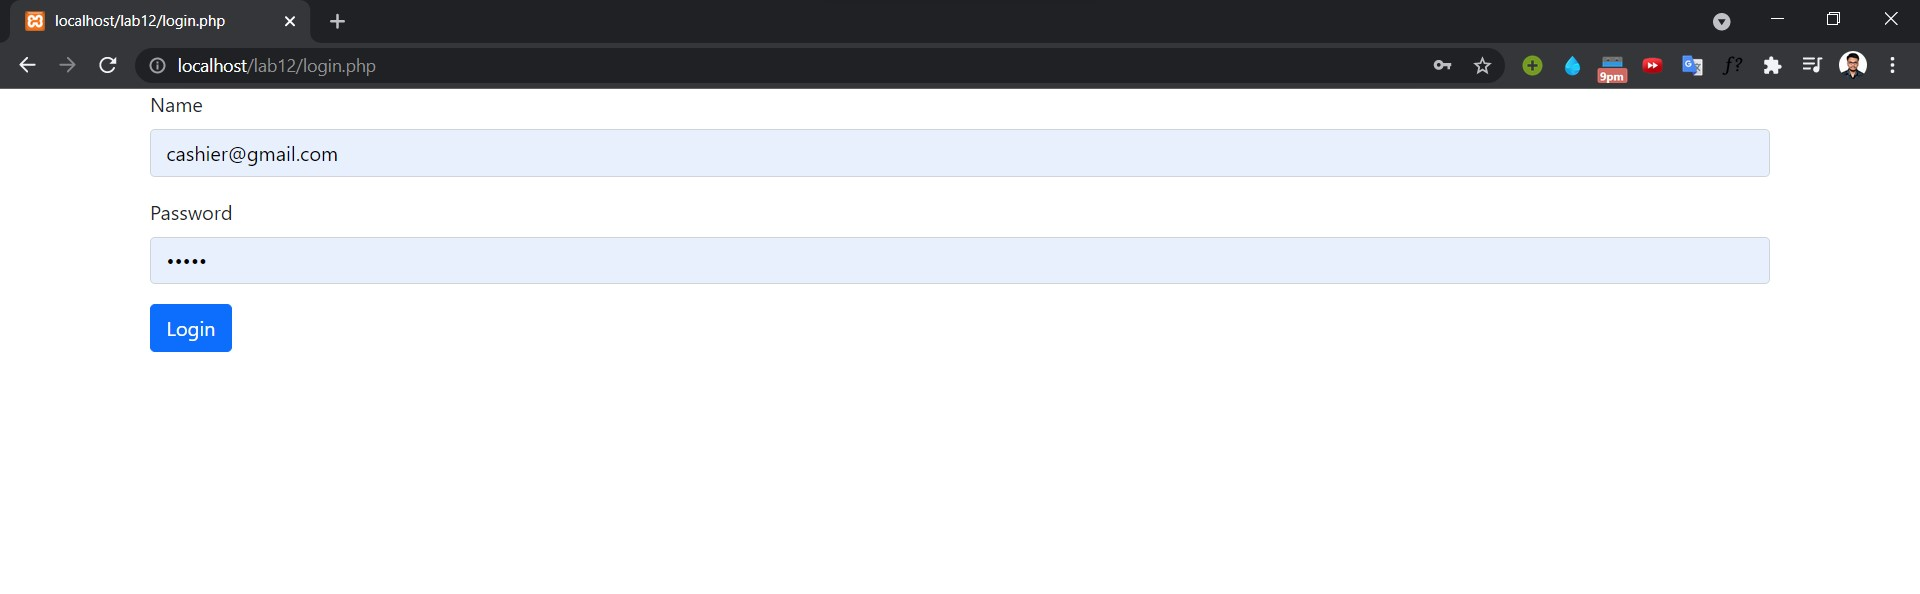 localhost/lab12/login.php
localhost/lab12/login.php
9pm
f?
Name
cashier@gmail.com
Password
•••••
Login